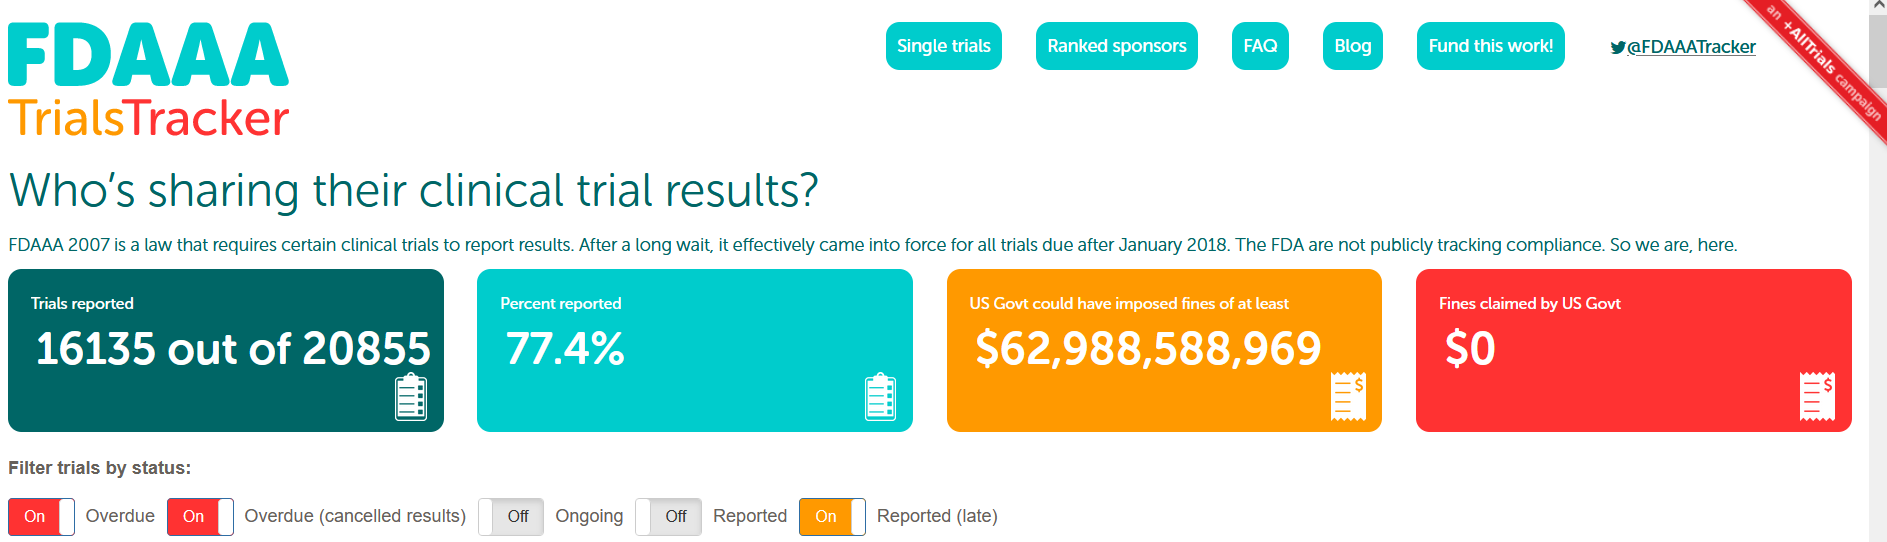 FDAAA
TrialsTracker
Single trials
Ranked sponsors
FAQ
Blog
Fund this work!
@FDAAATracker
an +AllTrials campaign
Who's sharing their clinical trial results?
FDAAA 2007 is a law that requires certain clinical trials to report results. After a long wait, it effectively came into force for all trials due after January 2018. The FDA are not publicly tracking compliance. So we are, here.
Trials reported
16135 out of 20855
Percent reported
77.4%
US Govt could have imposed fines of at least
$62,988,588,969
$
Fines claimed by US Govt
$0
$
Filter trials by status:
On Overdue On Overdue (cancelled results) Off Ongoing Off Reported On Reported (late)